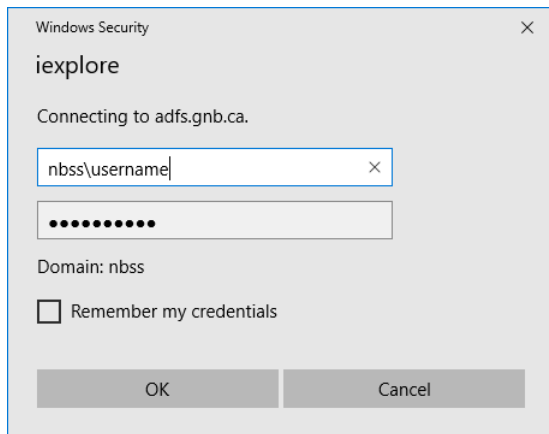 Windows Security
iexplore
Connecting to adfs.gnb.ca.
nbss\username
●●●●●●●●●●
Domain: nbss
Remember my credentials
OK Cancel